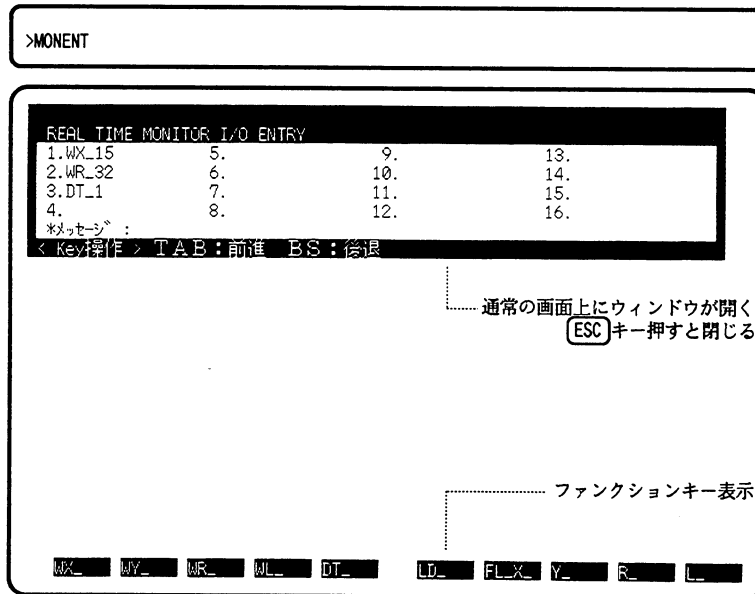 >MONENT
REAL TIME MONITOR I/O ENTRY
1.WX_15 5. 9. 13.
2.WR_32 6. 10. 14.
3.DT_1 7. 11. 15.
4. 8. 12. 16.
*メッセージ :
< Key操作 > TAB:前進 BS:後退
通常の画面上にウィンドウが開く
ESCキー押すと閉じる
ファンクションキー表示
WX_ WY_ WR_ WL_ DT_ LD_ FL_X_ Y_ R_ L_